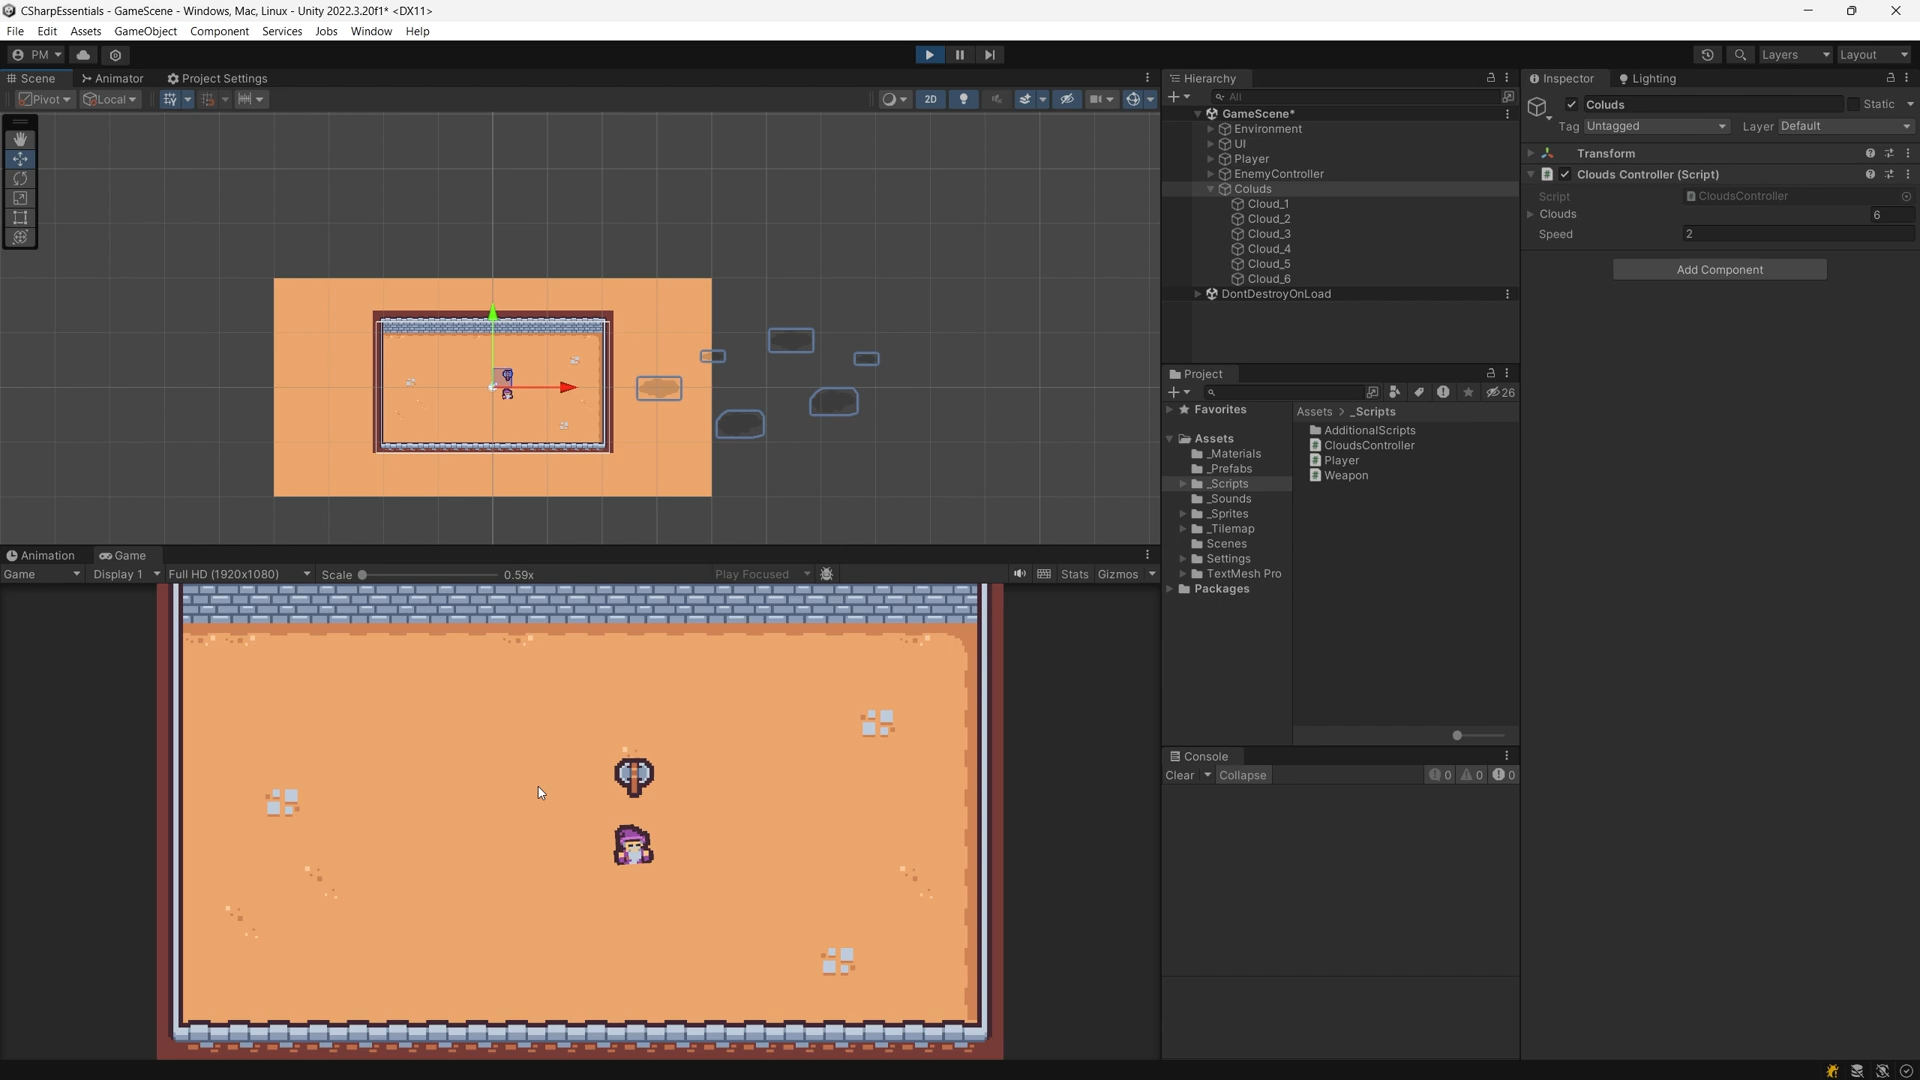 CSharpEssentials - GameScene - Windows, Mac, Linux - Unity 2022.3.20f1* <DX11>
File Edit Assets GameObject Component Services Jobs Window Help
PM Layers Layout
Scene Animator Project Settings
Pivot Local 2D
Animation Game
Game Display 1 Full HD (1920x1080) Scale 0.59x Play Focused Stats Gizmos
Hierarchy
All
GameScene*
Environment
UI
Player
EnemyController
Coluds
Cloud_1
Cloud_2
Cloud_3
Cloud_4
Cloud_5
Cloud_6
DontDestroyOnLoad
Project
26
Favorites
Assets
_Materials
_Prefabs
_Scripts
_Sounds
_Sprites
_Tilemap
Scenes
Settings
TextMesh Pro
Packages
Assets > _Scripts
AdditionalScripts
CloudsController
Player
Weapon
Console
Clear Collapse 0 0 0
Inspector Lighting
Coluds Static
Tag Untagged Layer Default
Transform
Clouds Controller (Script)
Script CloudsController
Clouds 6
Speed 2
Add Component